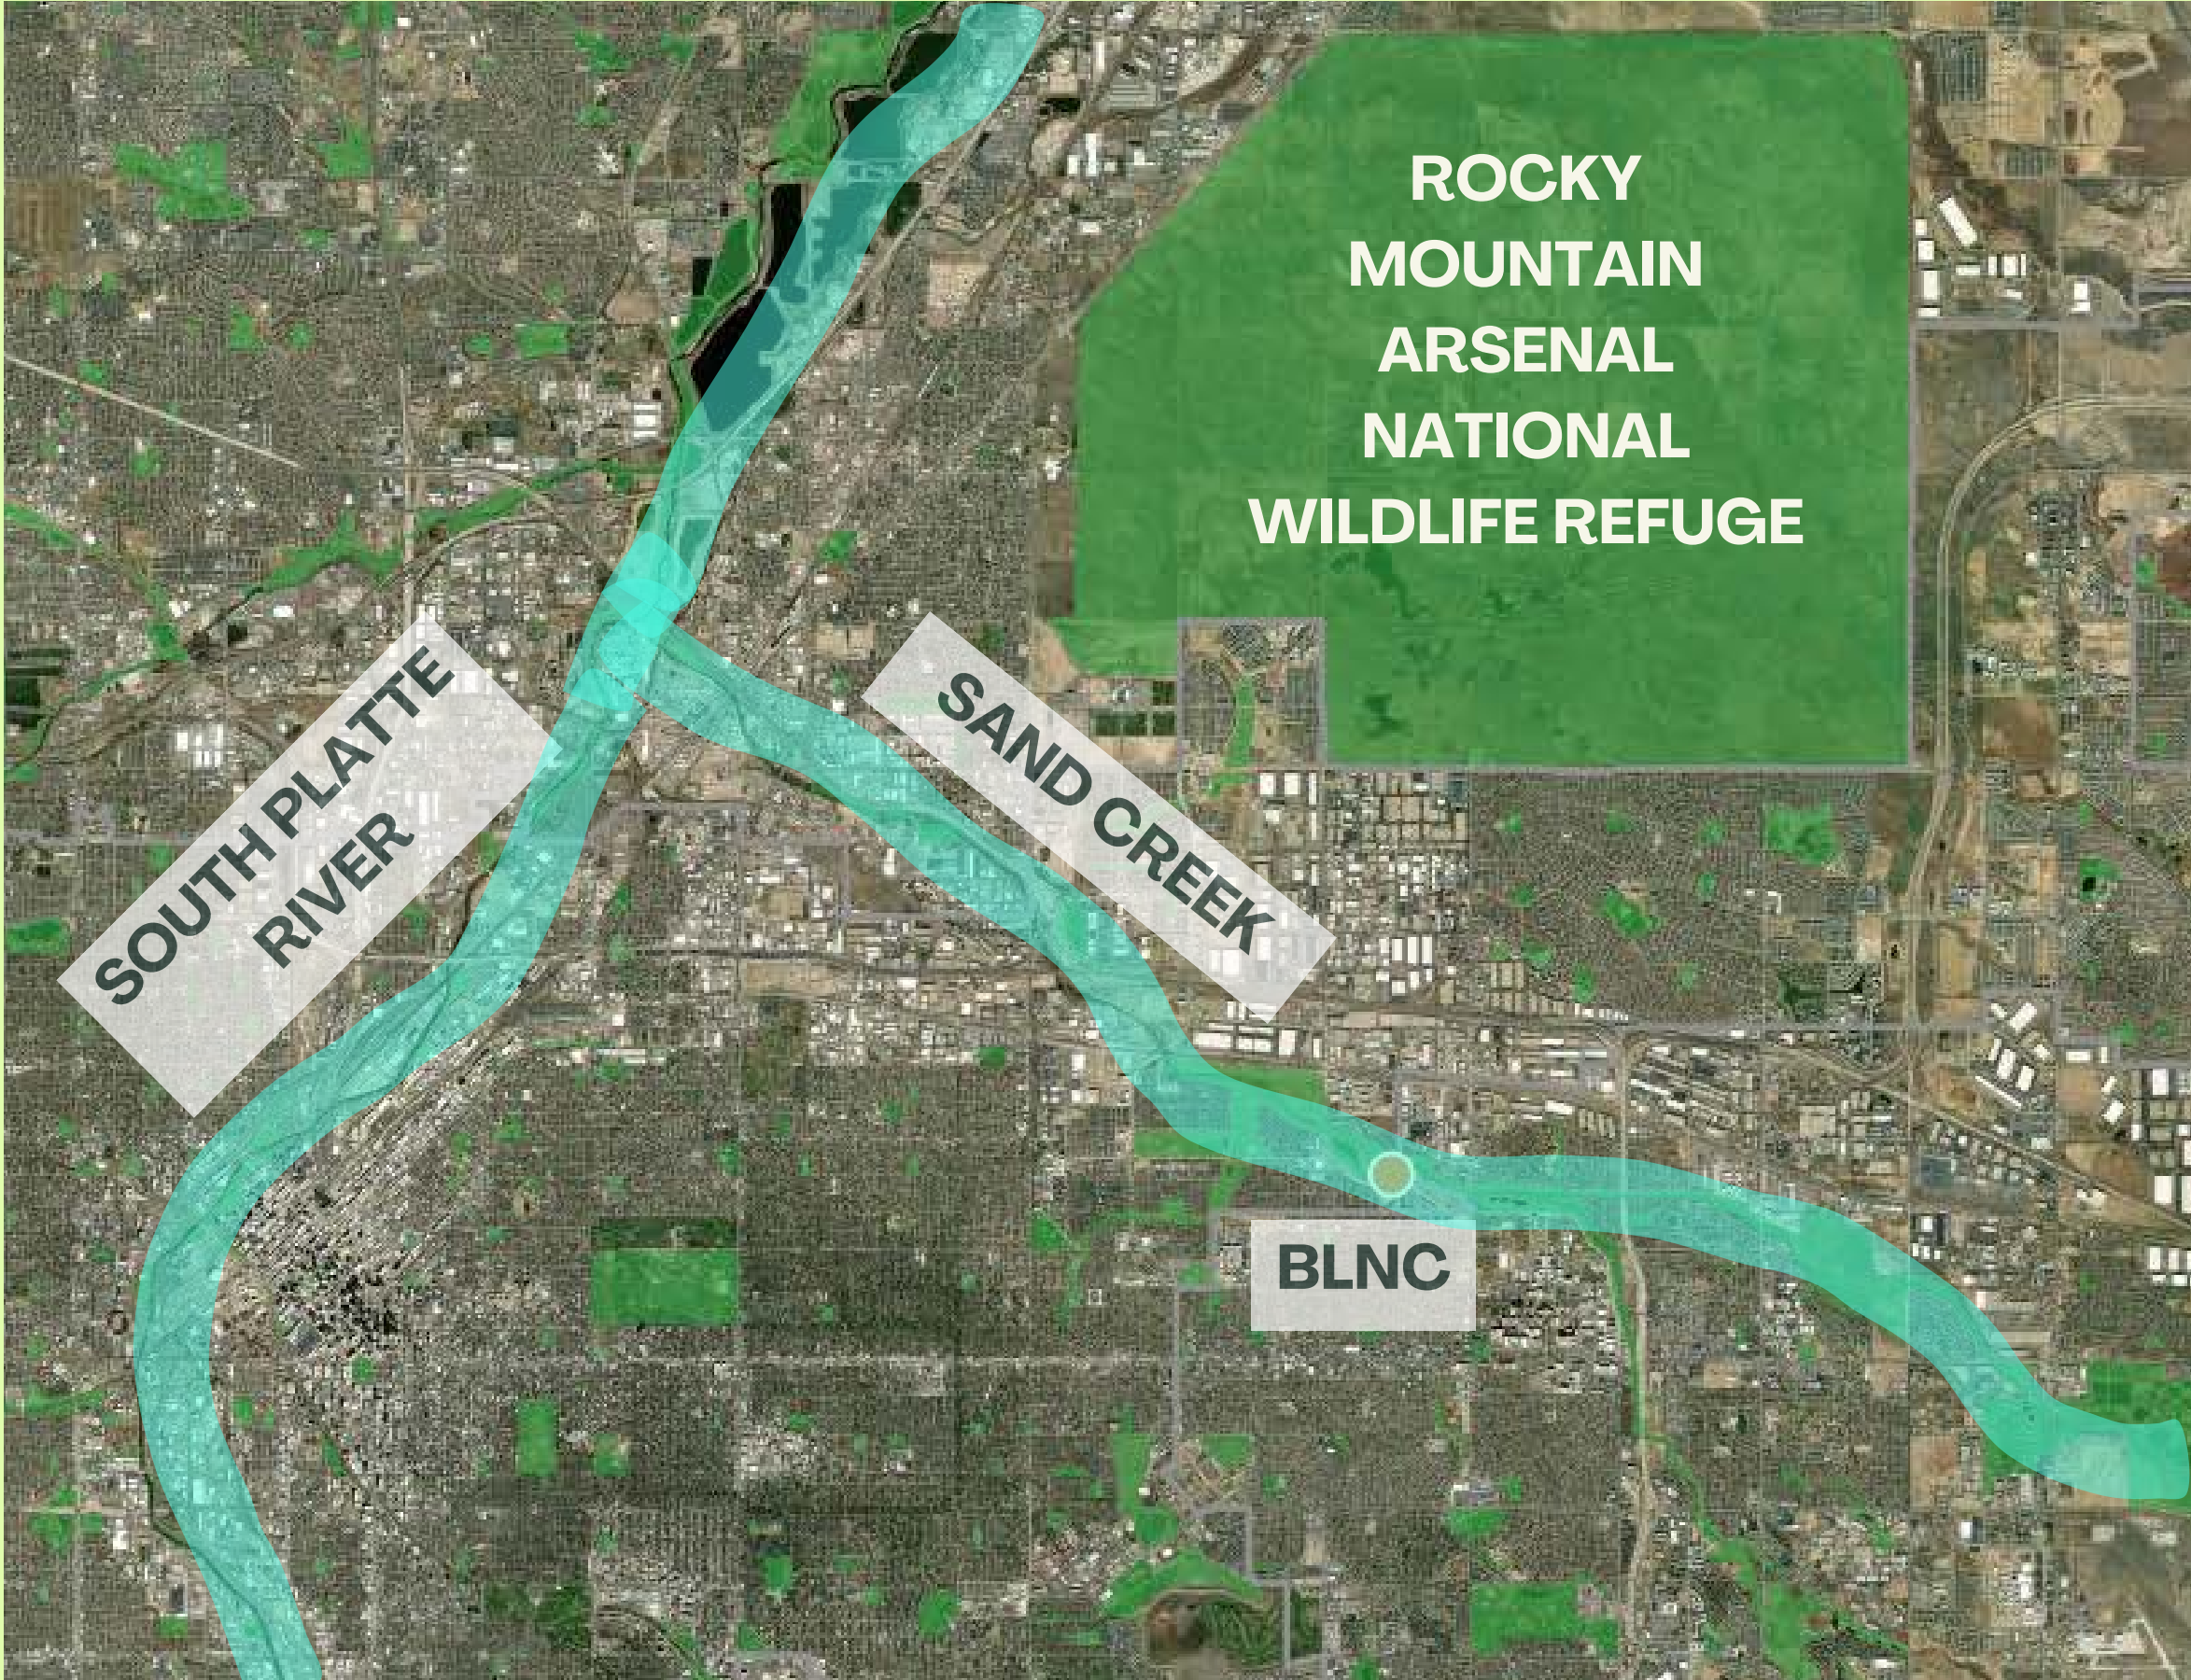 ROCKY
MOUNTAIN
ARSENAL
NATIONAL
WILDLIFE REFUGE
SOUTH PLATTE
RIVER
SAND CREEK
BLNC